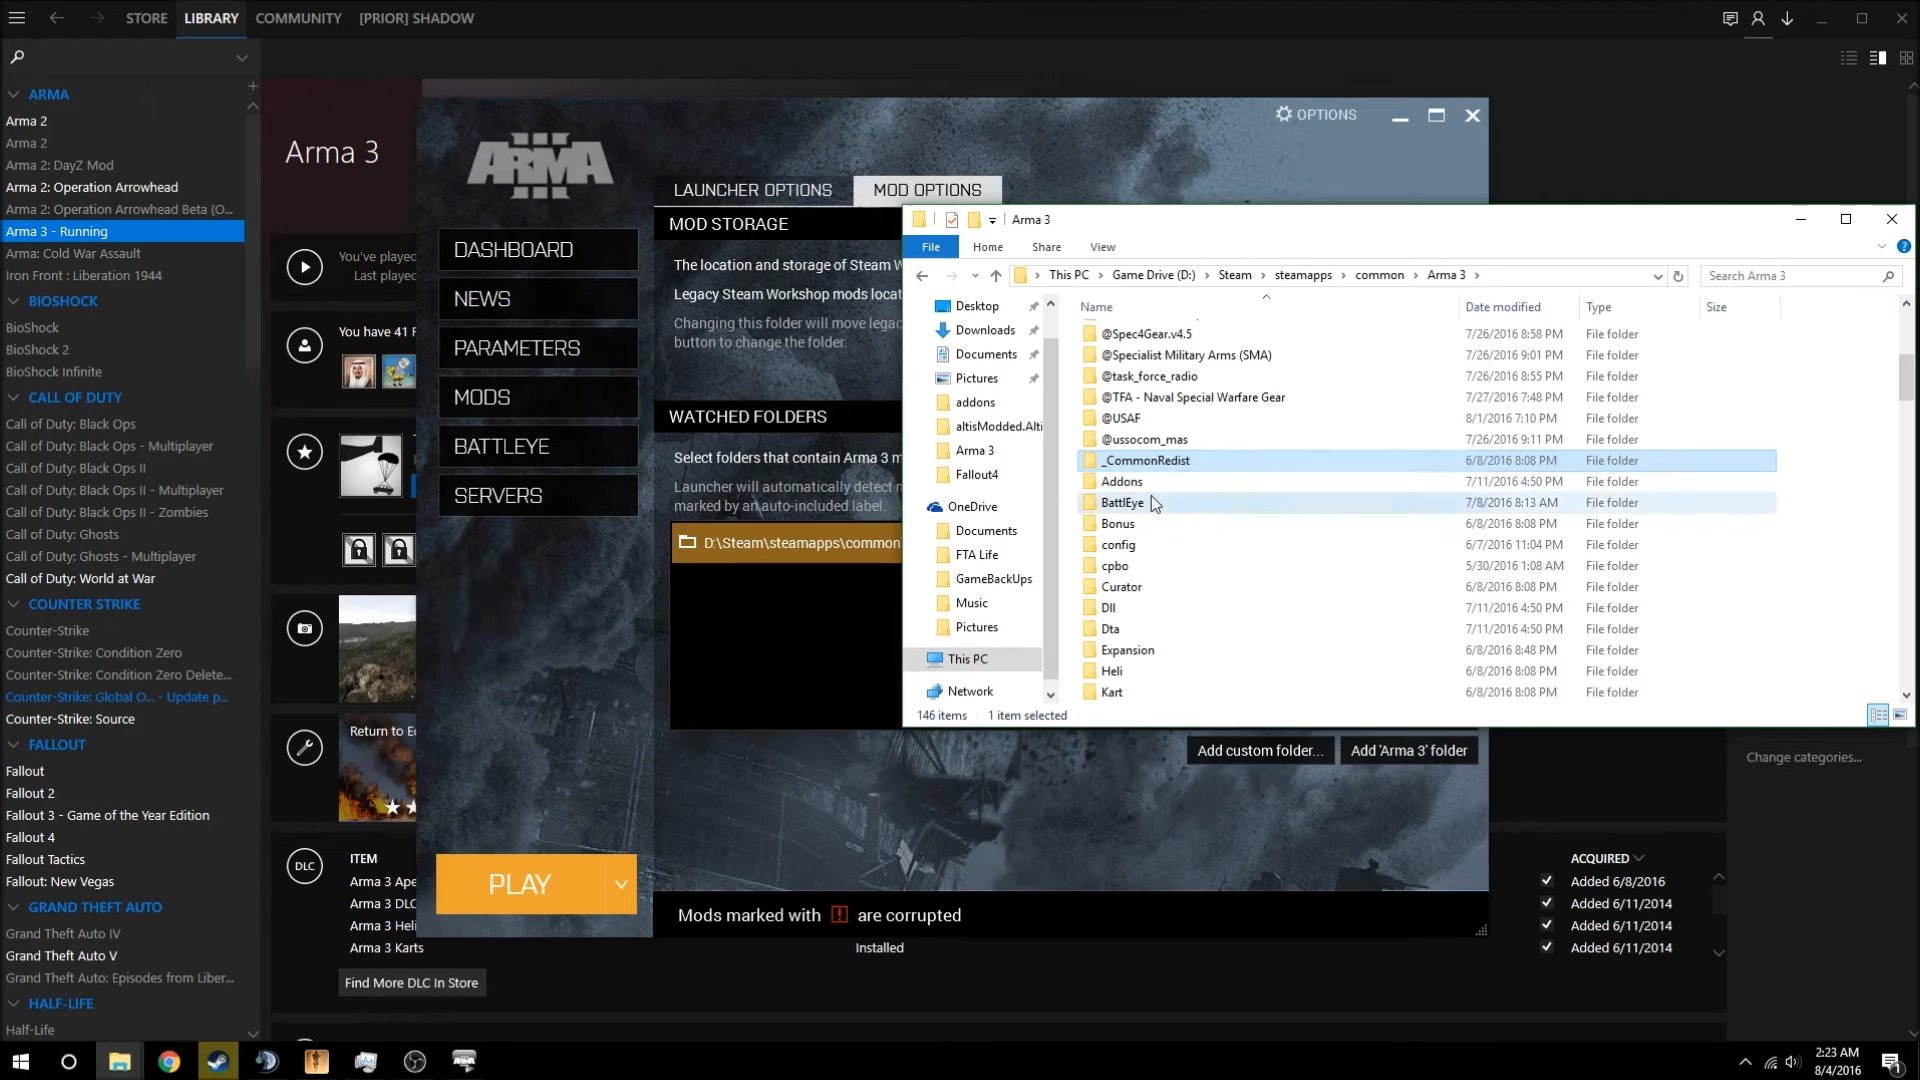 STORE
LIBRARY
COMMUNITY
[PRIOR] SHADOW
ARMA
Arma 2
Arma 2
Arma 2: DayZ Mod
Arma 2: Operation Arrowhead
Arma 2: Operation Arrowhead Beta (O...
Arma 3 - Running
Arma: Cold War Assault
Iron Front : Liberation 1944
BIOSHOCK
BioShock
BioShock 2
BioShock Infinite
CALL OF DUTY
Call of Duty: Black Ops
Call of Duty: Black Ops - Multiplayer
Call of Duty: Black Ops II
Call of Duty: Black Ops II - Multiplayer
Call of Duty: Black Ops II - Zombies
Call of Duty: Ghosts
Call of Duty: Ghosts - Multiplayer
Call of Duty: World at War
COUNTER STRIKE
Counter-Strike
Counter-Strike: Condition Zero
Counter-Strike: Condition Zero Delete...
Counter-Strike: Global O... - Update p...
Counter-Strike: Source
FALLOUT
Fallout
Fallout 2
Fallout 3 - Game of the Year Edition
Fallout 4
Fallout Tactics
Fallout: New Vegas
GRAND THEFT AUTO
Grand Theft Auto IV
Grand Theft Auto V
Grand Theft Auto: Episodes from Liber...
HALF-LIFE
Half-Life
Arma 3
You've played
Last played
You have 41 F
Return to E
DLC
ITEM
Arma 3 Ape
Arma 3 DLC
Arma 3 Heli
Arma 3 Karts
Installed
Find More DLC In Store
ACQUIRED
Added 6/8/2016
Added 6/11/2014
Added 6/11/2014
Added 6/11/2014
Change categories...
ARMA III
OPTIONS
LAUNCHER OPTIONS
MOD OPTIONS
DASHBOARD
NEWS
PARAMETERS
MODS
BATTLEYE
SERVERS
PLAY
MOD STORAGE
The location and storage of Steam W
Legacy Steam Workshop mods locat
Changing this folder will move legac
button to change the folder.
WATCHED FOLDERS
Select folders that contain Arma 3 m
Launcher will automatically detect
marked by an auto-included label.
D:\Steam\steamapps\common
Add custom folder...
Add 'Arma 3' folder
Mods marked with ! are corrupted
Arma 3
File
Home
Share
View
This PC
Game Drive (D:)
Steam
steamapps
common
Arma 3
Search Arma 3
Desktop
Downloads
Documents
Pictures
addons
altisModded.Alti
Arma 3
Fallout4
OneDrive
Documents
FTA Life
GameBackUps
Music
Pictures
This PC
Network
Name Date modified Type Size
@Spec4Gear.v4.5 7/26/2016 8:58 PM File folder
@Specialist Military Arms (SMA) 7/26/2016 9:01 PM File folder
@task_force_radio 7/26/2016 8:55 PM File folder
@TFA - Naval Special Warfare Gear 7/27/2016 7:48 PM File folder
@USAF 8/1/2016 7:10 PM File folder
@ussocom_mas 7/26/2016 9:11 PM File folder
_CommonRedist 6/8/2016 8:08 PM File folder
Addons 7/11/2016 4:50 PM File folder
BattlEye 7/8/2016 8:13 AM File folder
Bonus 6/8/2016 8:08 PM File folder
config 6/7/2016 11:04 PM File folder
cpbo 5/30/2016 1:08 AM File folder
Curator 6/8/2016 8:08 PM File folder
Dll 7/11/2016 4:50 PM File folder
Dta 7/11/2016 4:50 PM File folder
Expansion 6/8/2016 8:48 PM File folder
Heli 6/8/2016 8:08 PM File folder
Kart 6/8/2016 8:08 PM File folder
146 items 1 item selected
2:23 AM
8/4/2016
1